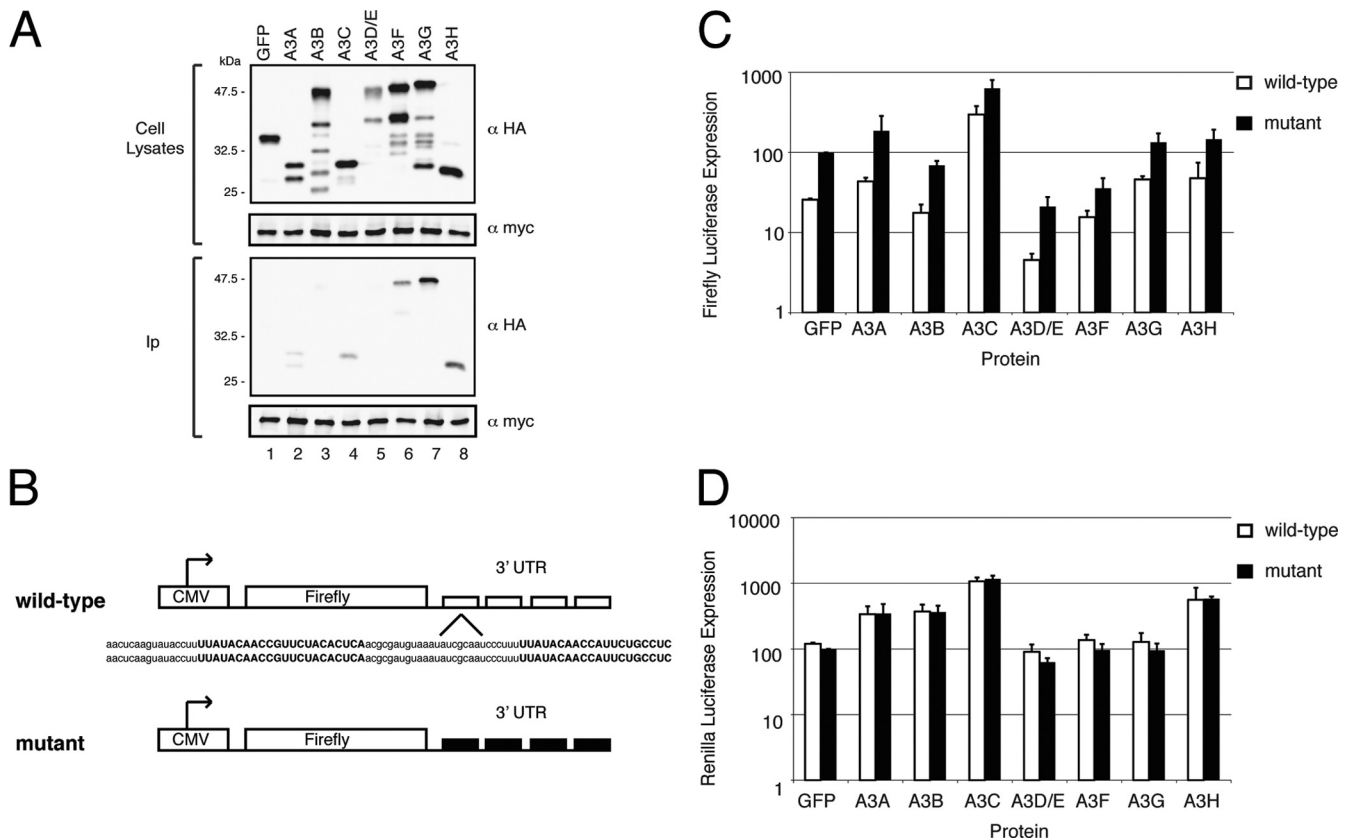 A
GFP
A3A
A3B
A3C
A3D/E
A3F
A3G
A3H
kDa
47.5 -
32.5 -
25 -
Cell
Lysates
α HA
α myc
47.5 -
32.5 -
25 -
Ip
α HA
α myc
1 2 3 4 5 6 7 8
B
wild-type
CMV
Firefly
3' UTR
aacucaaguauaccuuUUAUACAACCGUUCUACACUCAacgcgauguaaauaucgcaaucccuuuUUAUACAACCAUUCUGCCUC
aacucaaguauaccuuUUAUACAACCGUUCUACACUCAacgcgauguaaauaucgcaaucccuuuUUAUACAACCAUUCUGCCUC
mutant
CMV
Firefly
3' UTR
C
Firefly Luciferase Expression
1000
100
10
1
wild-type
mutant
GFP A3A A3B A3C A3D/E A3F A3G A3H
Protein
D
Renilla Luciferase Expression
10000
1000
100
10
1
wild-type
mutant
GFP A3A A3B A3C A3D/E A3F A3G A3H
Protein